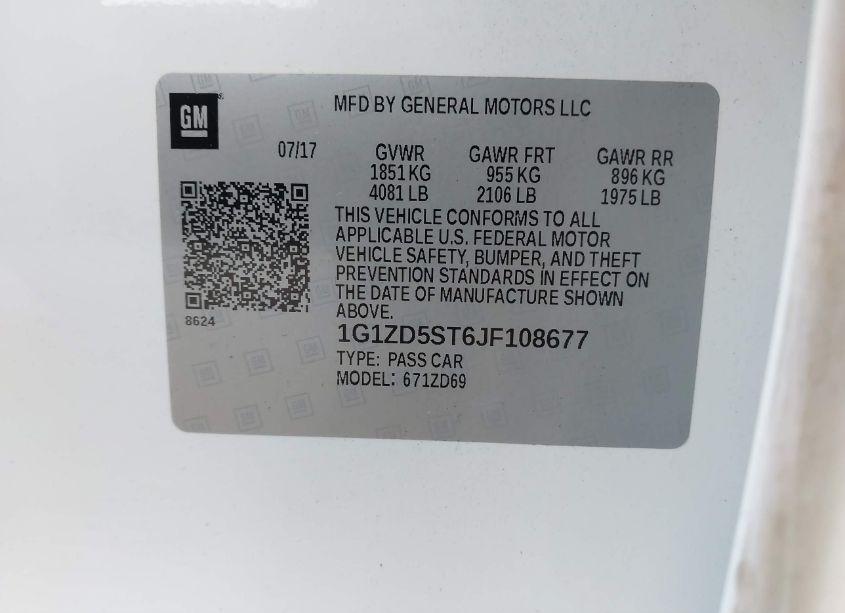 GM
MFD BY GENERAL MOTORS LLC
07/17
GVWR GAWR FRT GAWR RR
1851 KG 955 KG 896 KG
4081 LB 2106 LB 1975 LB
THIS VEHICLE CONFORMS TO ALL
APPLICABLE U.S. FEDERAL MOTOR
VEHICLE SAFETY, BUMPER, AND THEFT
PREVENTION STANDARDS IN EFFECT ON
THE DATE OF MANUFACTURE SHOWN
ABOVE.
8624
1G1ZD5ST6JF108677
TYPE: PASS CAR
MODEL: 671ZD69